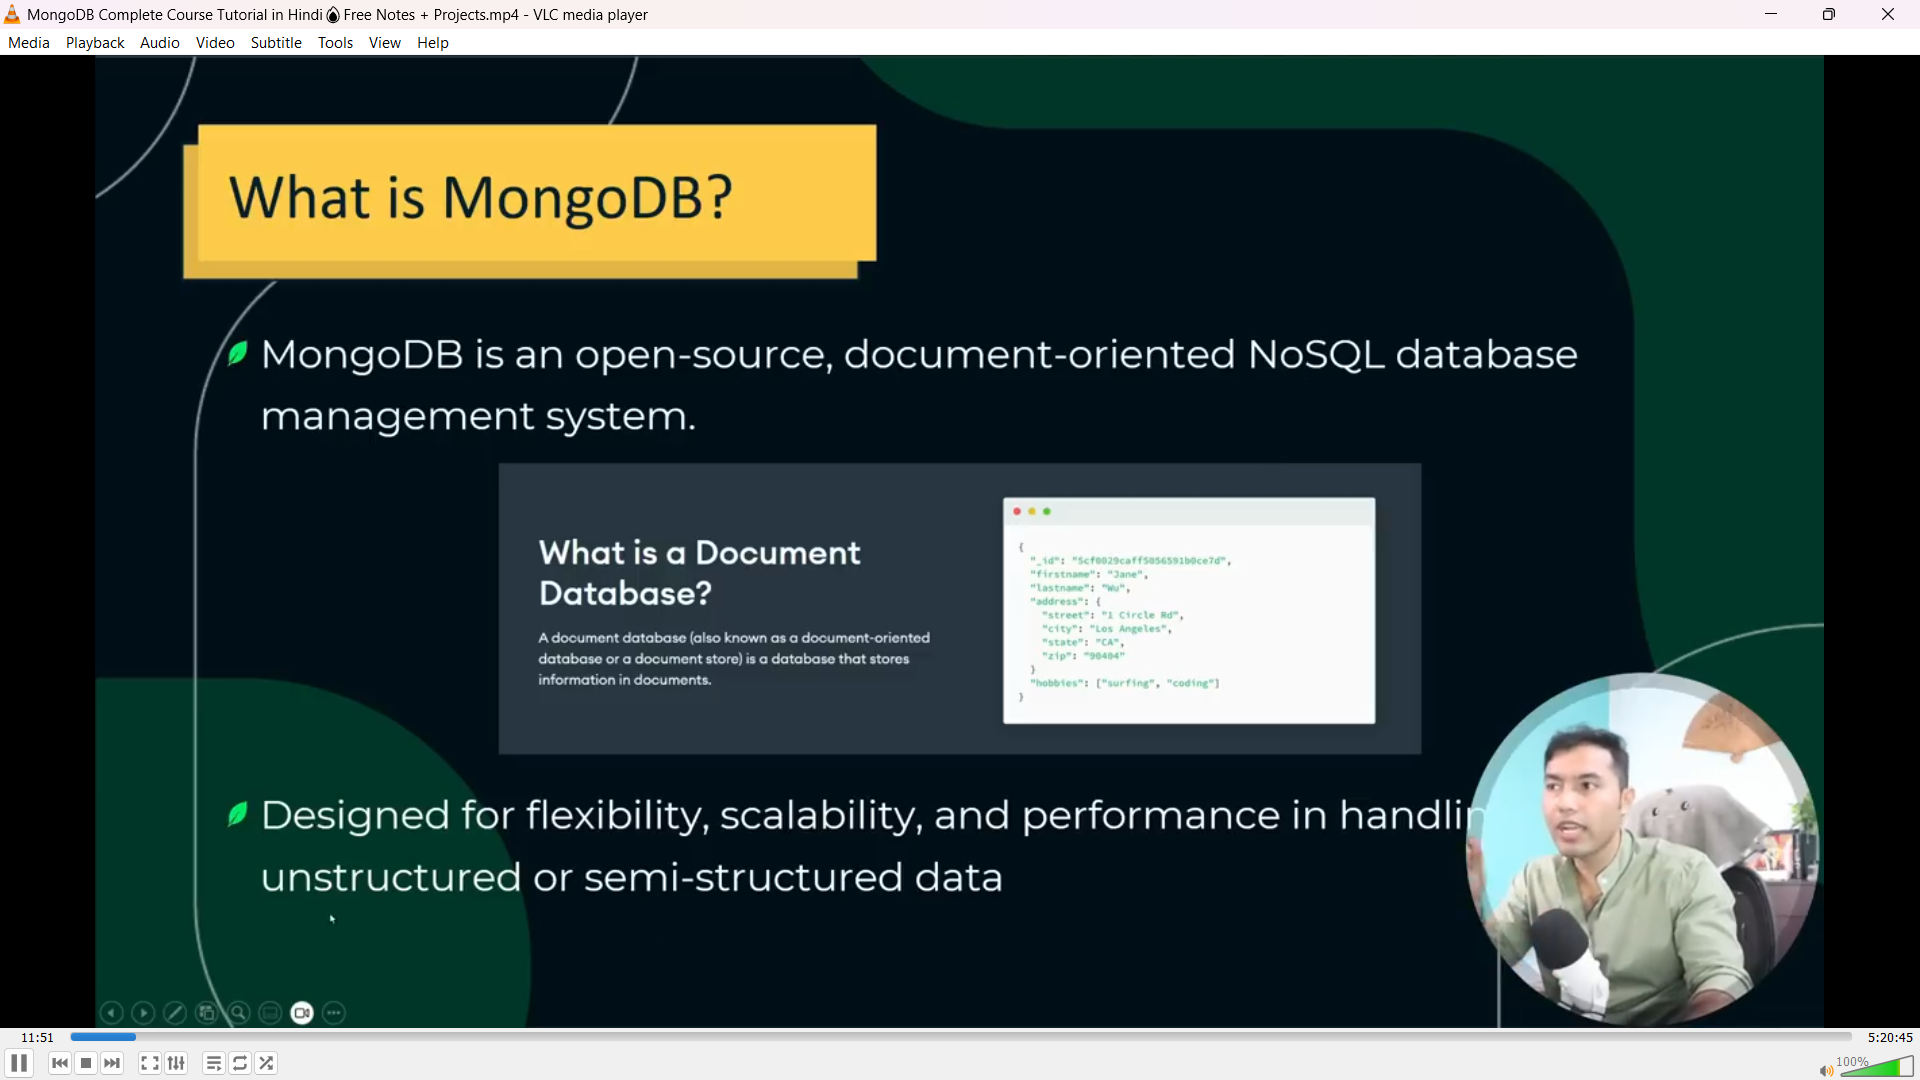 MongoDB Complete Course Tutorial in Hindi Free Notes + Projects.mp4 - VLC media player
Media Playback Audio Video Subtitle Tools View Help
What is MongoDB?
MongoDB is an open-source, document-oriented NoSQL database
management system.
What is a Document
Database?
A document database (also known as a document-oriented
database or a document store) is a database that stores
information in documents.
{
"_id": "5cf0029caff5056591b0ce7d",
"firstname": "Jane",
"lastname": "Wu",
"address": {
"street": "1 Circle Rd",
"city": "Los Angeles",
"state": "CA",
"zip": "90404"
}
"hobbies": ["surfing", "coding"]
}
Designed for flexibility, scalability, and performance in handlin
unstructured or semi-structured data
11:51
5:20:45
100%